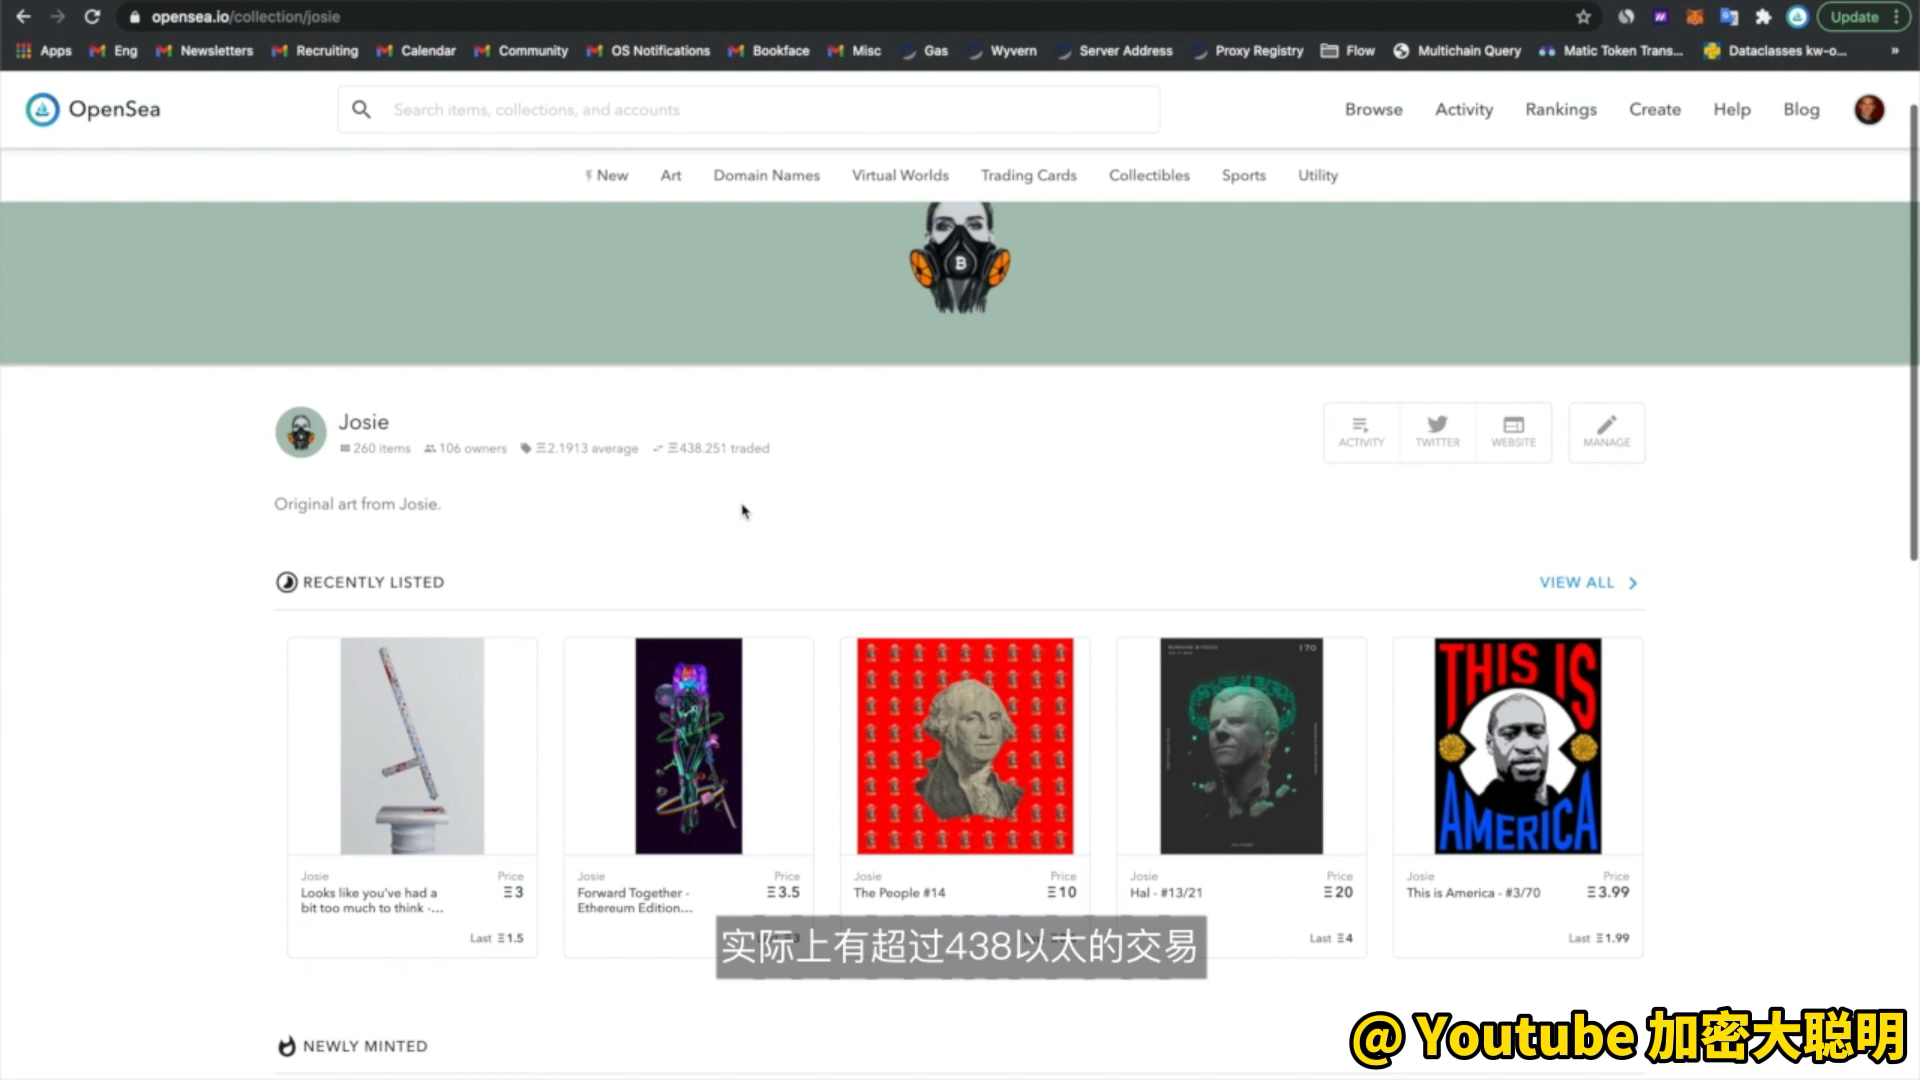 opensea.io/collection/josie
Update
Apps Eng Newsletters Recruiting Calendar Community OS Notifications Bookface Misc Gas Wyvern Server Address Proxy Registry Flow Multichain Query Matic Token Trans... Dataclasses kw-o... »
OpenSea
Search items, collections, and accounts
Browse Activity Rankings Create Help Blog
New Art Domain Names Virtual Worlds Trading Cards Collectibles Sports Utility
B
Josie
260 items 106 owners Ξ2.1913 average Ξ438.251 traded
ACTIVITY TWITTER WEBSITE MANAGE
Original art from Josie.
RECENTLY LISTED
VIEW ALL
170
THIS IS
AMERICA
Josie Price
Looks like you've had a Ξ3
bit too much to think -...
Last Ξ1.5
Josie Price
Forward Together - Ξ3.5
Ethereum Edition...
Josie Price
The People #14 Ξ10
Josie Price
Hal - #13/21 Ξ20
Last Ξ4
Josie Price
This is America - #3/70 Ξ3.99
Last Ξ1.99
实际上有超过438以太的交易
NEWLY MINTED
@ Youtube 加密大聪明